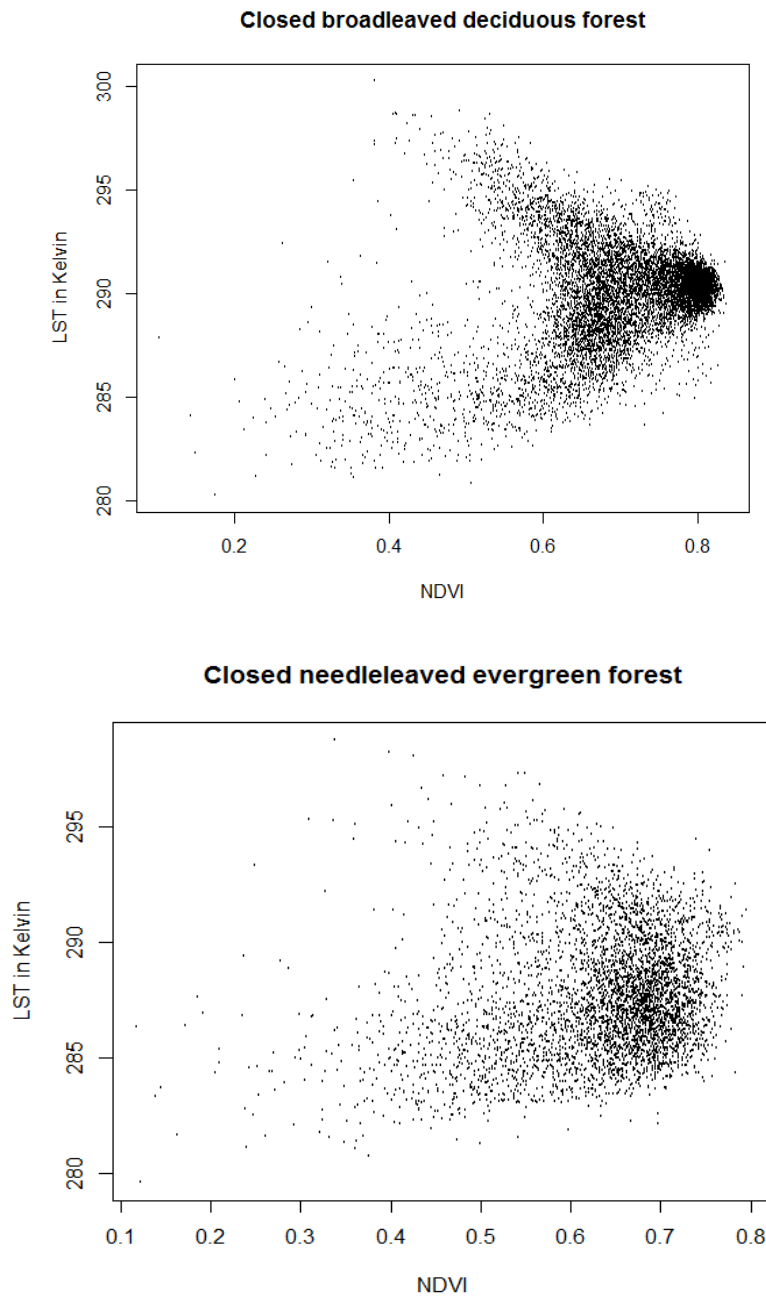 Closed broadleaved deciduous forest
LST in Kelvin
300
295
290
285
280
0.2 0.4 0.6 0.8
NDVI
Closed needleleaved evergreen forest
LST in Kelvin
295
290
285
280
0.1 0.2 0.3 0.4 0.5 0.6 0.7 0.8
NDVI